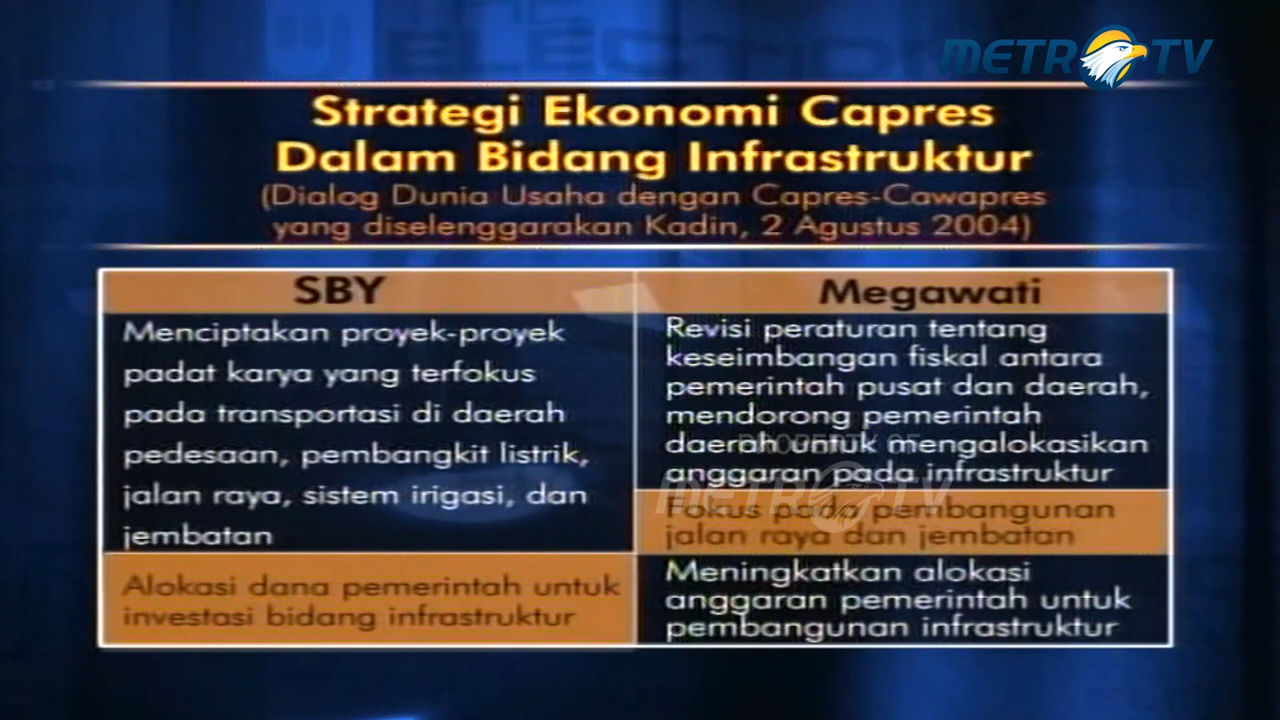 METRO TV
Strategi Ekonomi Capres
Dalam Bidang Infrastruktur
(Dialog Dunia Usaha dengan Capres-Cawapres
yang diselenggarakan Kadin, 2 Agustus 2004)
SBY
Menciptakan proyek-proyek
padat karya yang terfokus
pada transportasi di daerah
pedesaan, pembangkit listrik,
jalan raya, sistem irigasi, dan
jembatan
Alokasi dana pemerintah untuk
investasi bidang infrastruktur
Megawati
Revisi peraturan tentang
keseimbangan fiskal antara
pemerintah pusat dan daerah,
mendorong pemerintah
daerah untuk mengalokasikan
anggaran pada infrastruktur
Fokus pada pembangunan
jalan raya dan jembatan
Meningkatkan alokasi
anggaran pemerintah untuk
pembangunan infrastruktur
PROPERTY OF
METRO TV